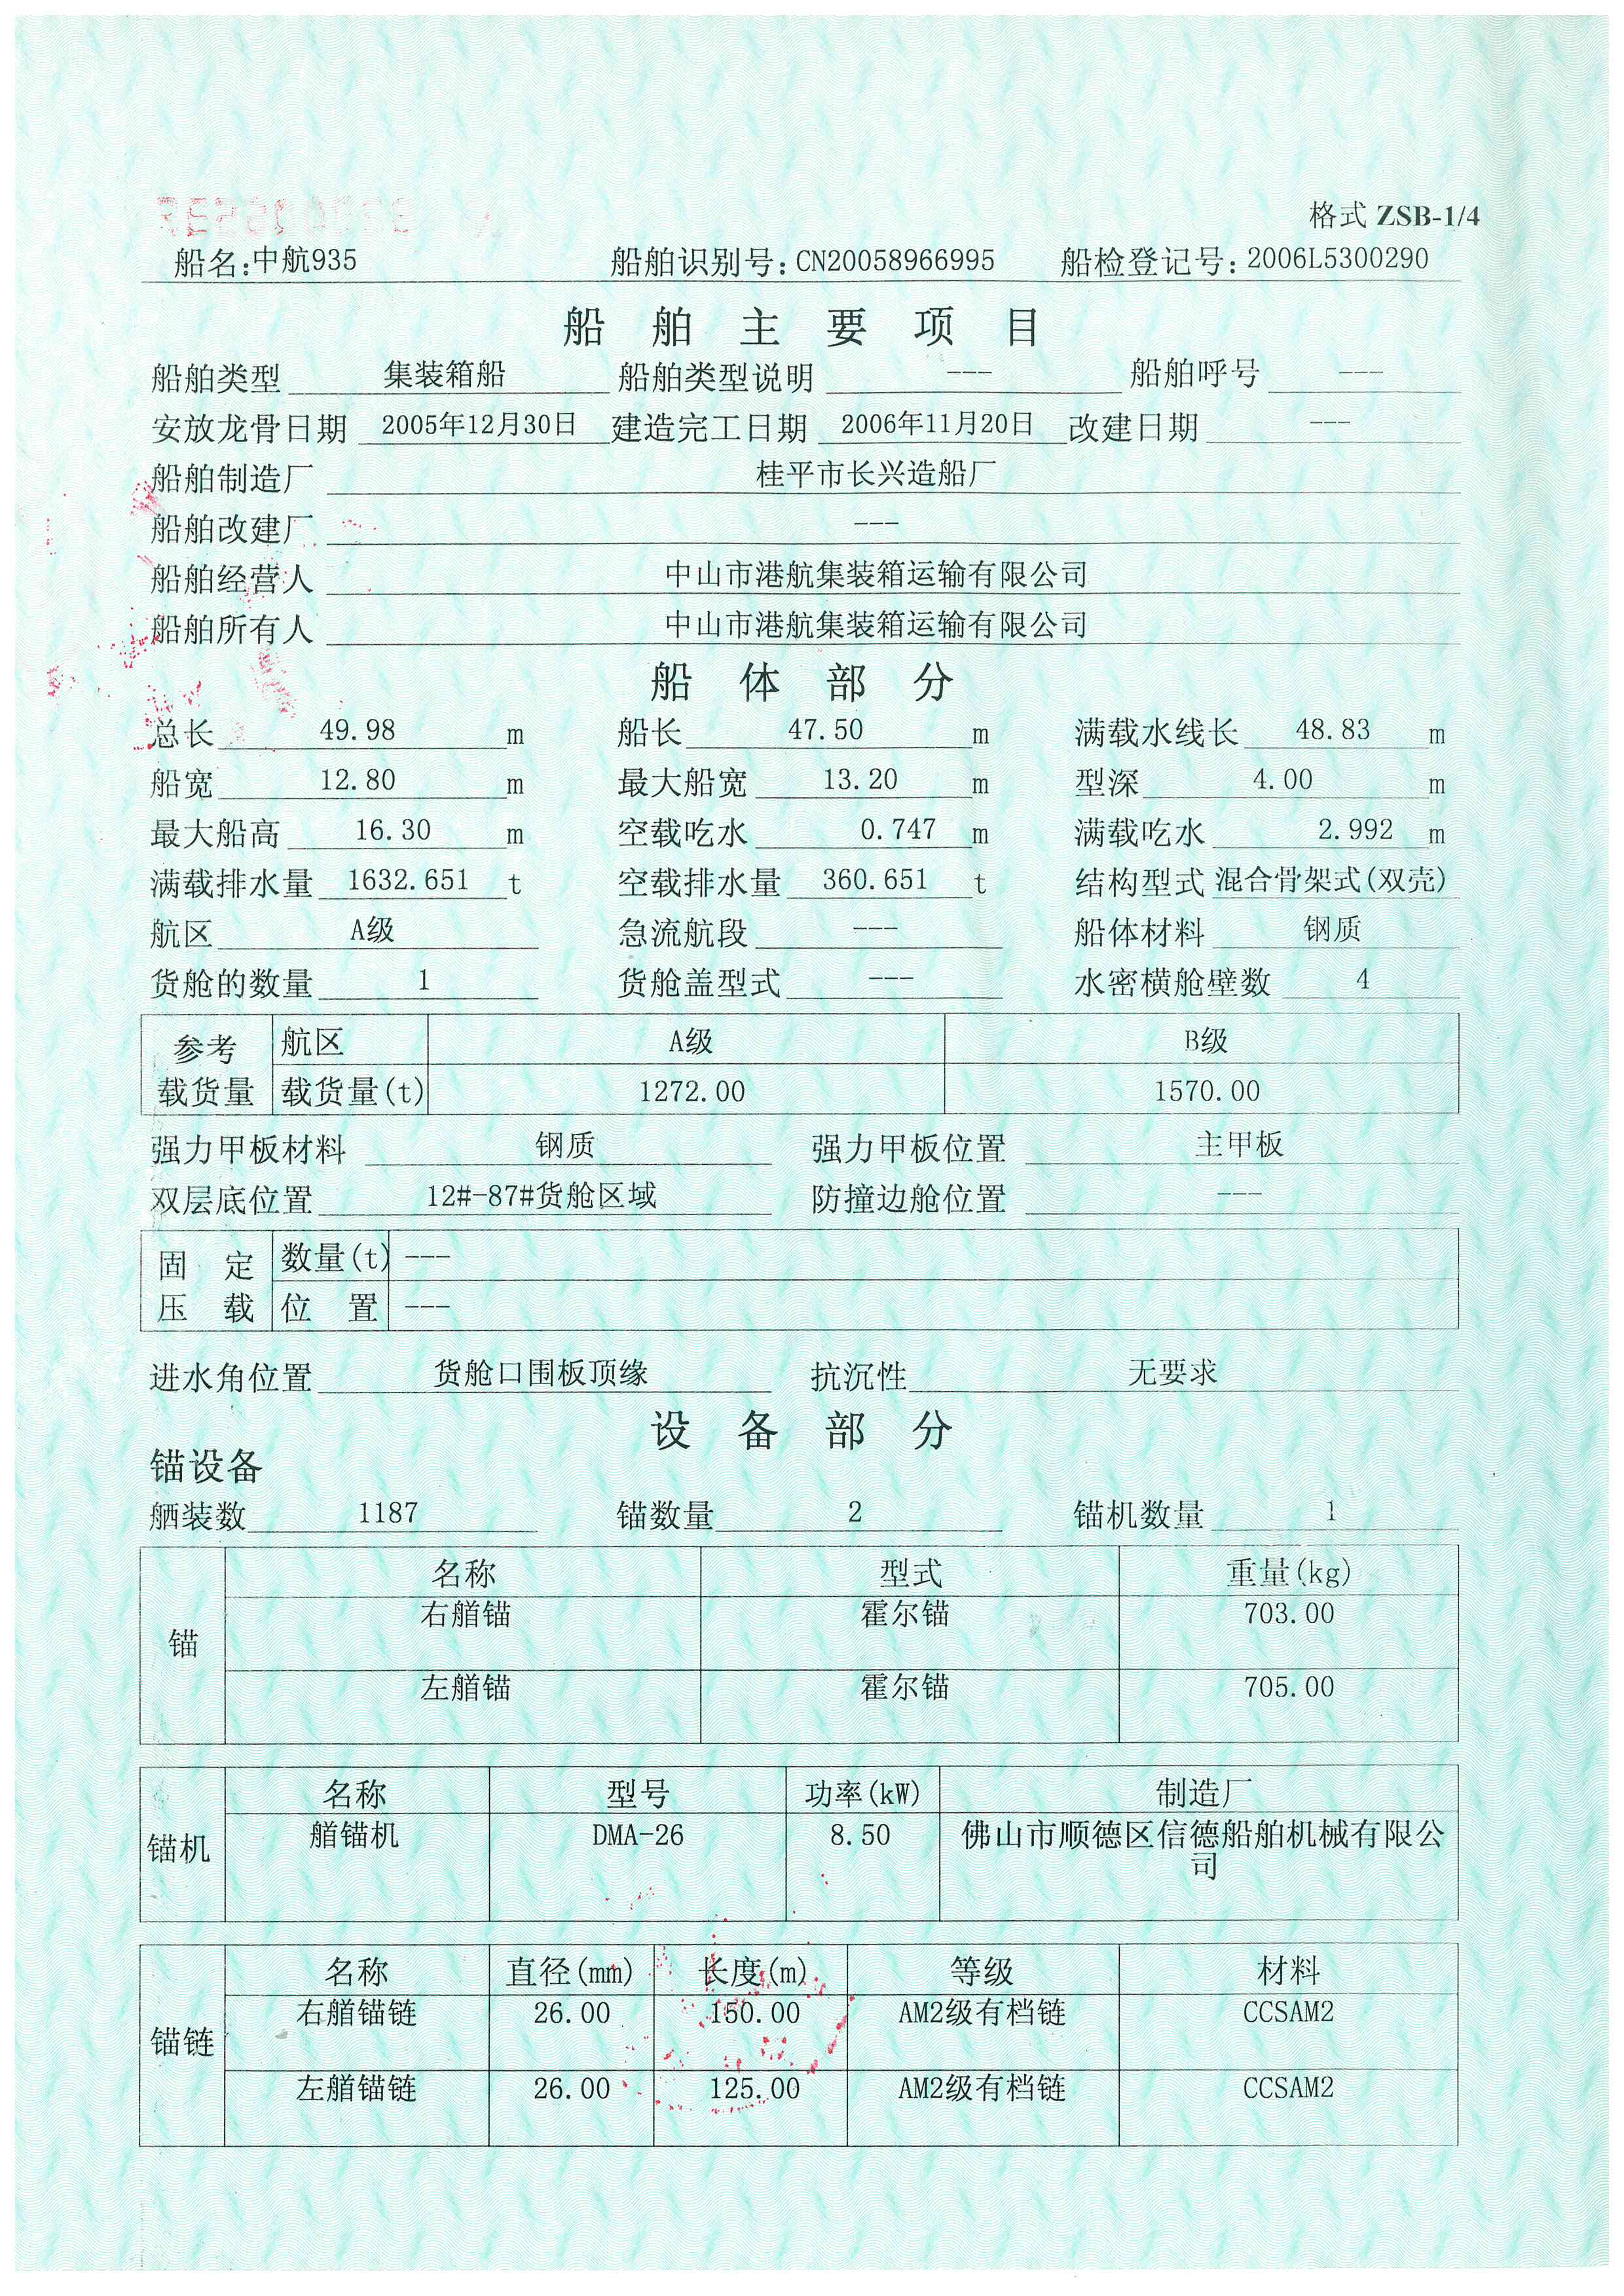 格式 ZSB-1/4
船名:中航935 船舶识别号:CN20058966995 船检登记号:2006L5300290
船舶主要项目
船舶类型 集装箱船 船舶类型说明 --- 船舶呼号 ---
安放龙骨日期 2005年12月30日 建造完工日期 2006年11月20日 改建日期 ---
船舶制造厂 桂平市长兴造船厂
船舶改建厂 ---
船舶经营人 中山市港航集装箱运输有限公司
船舶所有人 中山市港航集装箱运输有限公司
船体部分
总长 49.98 m 船长 47.50 m 满载水线长 48.83 m
船宽 12.80 m 最大船宽 13.20 m 型深 4.00 m
最大船高 16.30 m 空载吃水 0.747 m 满载吃水 2.992 m
满载排水量 1632.651 t 空载排水量 360.651 t 结构型式 混合骨架式(双壳)
航区 A级 急流航段 --- 船体材料 钢质
货舱的数量 1 货舱盖型式 --- 水密横舱壁数 4
参考 航区 A级 B级
载货量 载货量(t) 1272.00 1570.00
强力甲板材料 钢质 强力甲板位置 主甲板
双层底位置 12#-87#货舱区域 防撞边舱位置 ---
固定 数量(t) ---
压载 位置 ---
进水角位置 货舱口围板顶缘 抗沉性 无要求
设备部分
锚设备
舾装数 1187 锚数量 2 锚机数量 1
名称 型式 重量(kg)
右艏锚 霍尔锚 703.00
锚
左艏锚 霍尔锚 705.00
名称 型号 功率(kW) 制造厂
锚机 艏锚机 DMA-26 8.50 佛山市顺德区信德船舶机械有限公
司
名称 直径(mm) 长度(m) 等级 材料
右艏锚链 26.00 150.00 AM2级有档链 CCSAM2
锚链
左艏锚链 26.00 125.00 AM2级有档链 CCSAM2